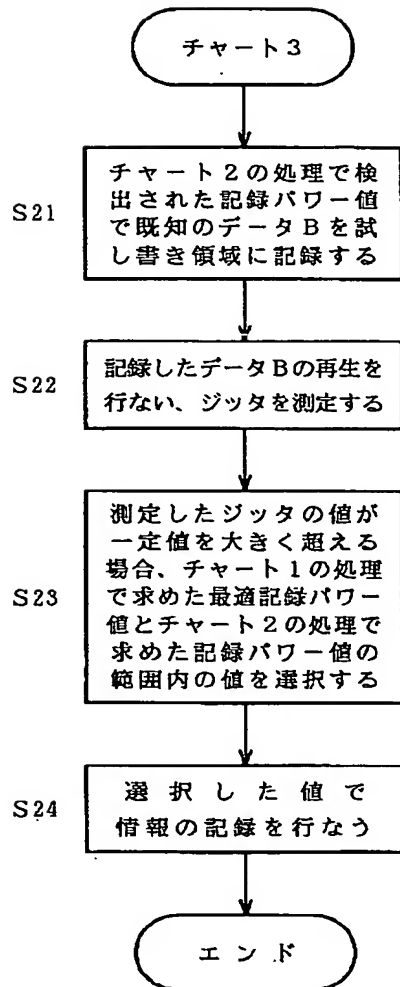 チャート3
S21
チャート2の処理で検
出された記録パワー値
で既知のデータBを試
し書き領域に記録する
S22
記録したデータBの再生を
行ない、ジッタを測定する
S23
測定したジッタの値が
一定値を大きく超える
場合、チャート1の処理
で求めた最適記録パワー
値とチャート2の処理で
求めた記録パワー値の
範囲内の値を選択する
S24
選択した値で
情報の記録を行なう
エンド